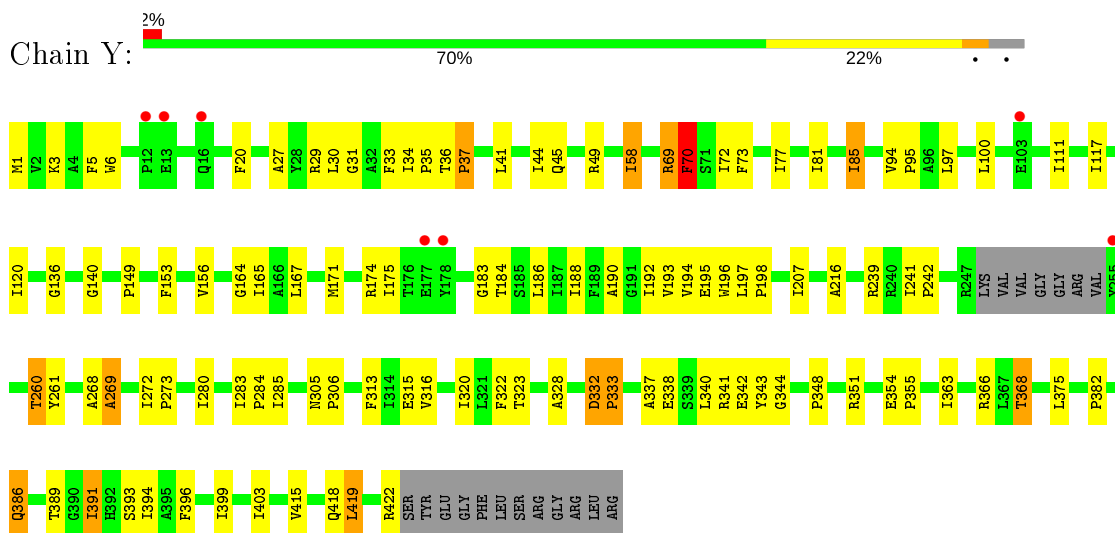 2%
Chain Y:
70% 22% • •
M1 V2 K3 A4 F5 W6 P12 E13 Q16 F20 A27 Y28 R29 L30 G31 A32 F33 I34 P35 T36 P37 L41 I44 Q45 R49 I58 R69 F70 S71 I72 F73 I77 I81 I85 V94 P95 A96 L97 L100 E103 I111 I117
I120 G136 G140 P149 F153 V156 G164 I165 A166 L167 M171 R174 I175 T176 E177 Y178 G183 T184 S185 L186 I187 I188 F189 A190 G191 I192 V193 V194 E195 W196 L197 P198 I207 A216 R239 R240 I241 P242 R247 LYS VAL VAL GLY GLY ARG VAL Y255
T260 Y261 A268 A269 I272 P273 I280 I283 P284 I285 N305 P306 F313 I314 E315 V316 I320 L321 F322 T323 A328 D332 P333 A337 E338 S339 L340 R341 E342 Y343 G344 P348 R351 E354 P355 I363 R366 L367 T368 L375 P382
Q386 T389 G390 I391 H392 S393 I394 A395 F396 I399 I403 V415 Q418 L419 R422 SER TYR GLU GLY PHE LEU SER ARG GLY ARG LEU ARG